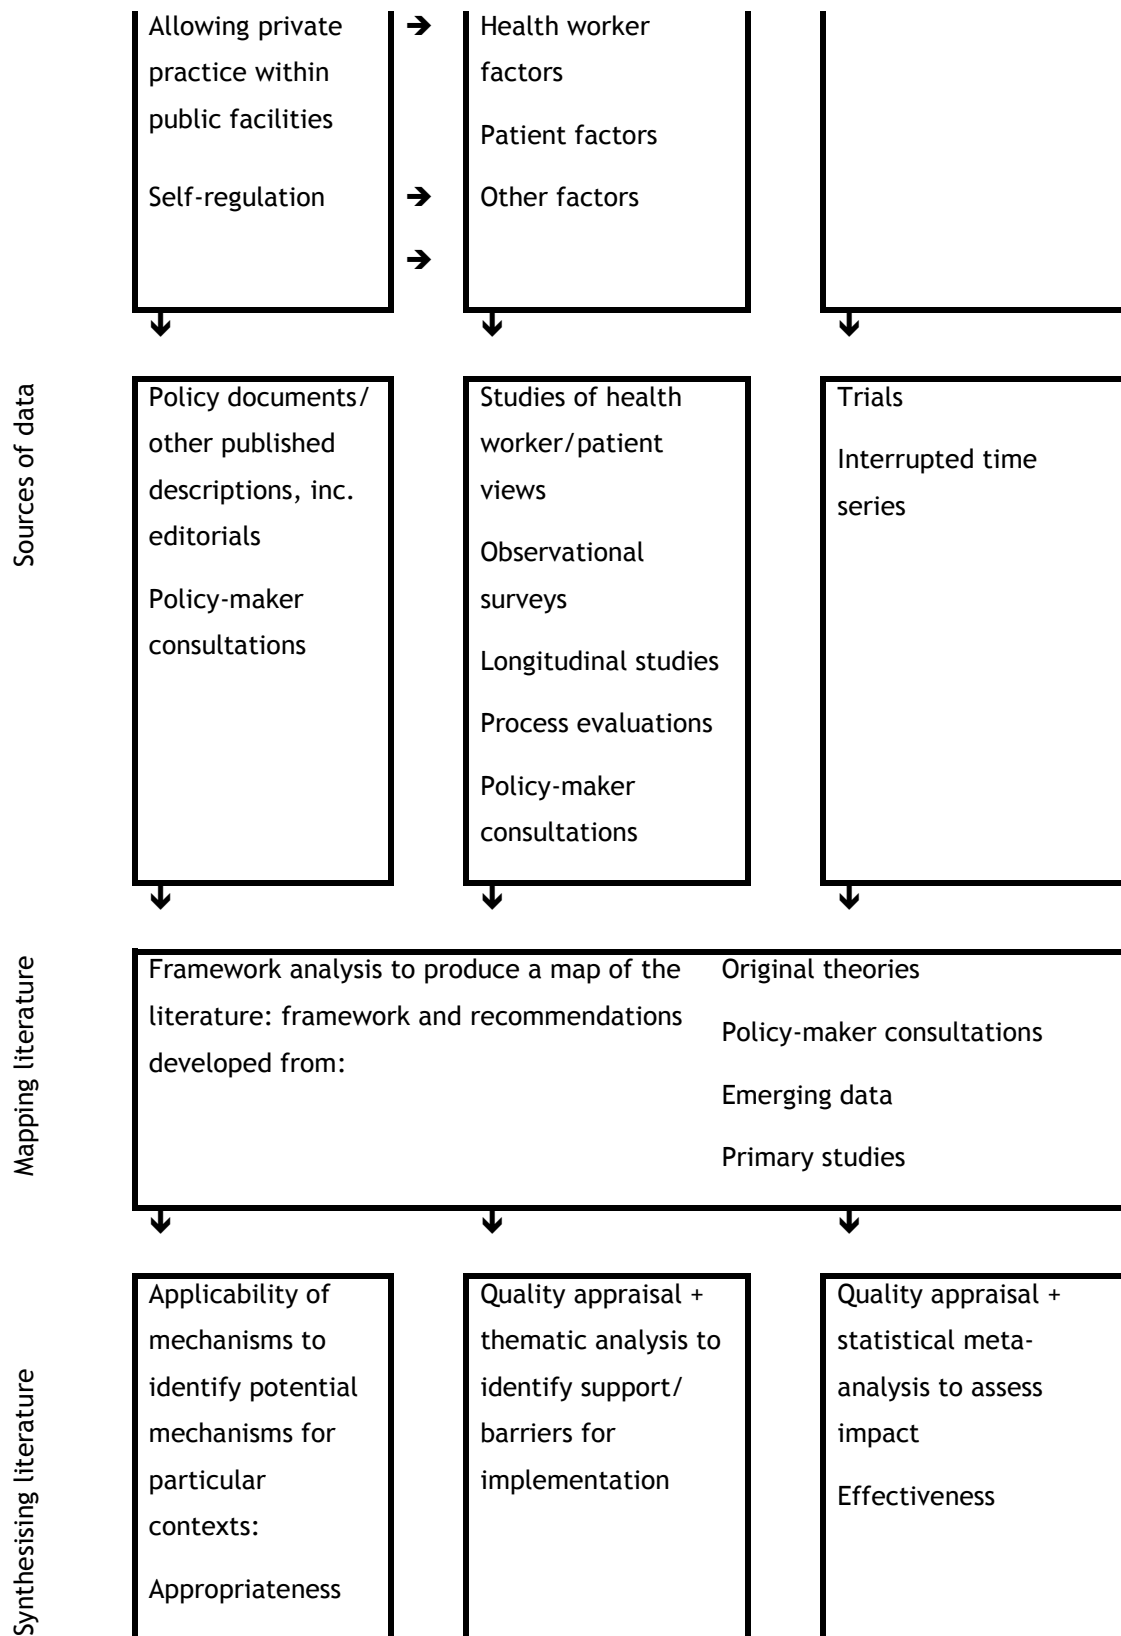 Allowing private
practice within
public facilities
Self-regulation
➔
➔
➔
Health worker
factors
Patient factors
Other factors
Sources of data
Policy documents/
other published
descriptions, inc.
editorials
Policy-maker
consultations
Studies of health
worker/patient
views
Observational
surveys
Longitudinal studies
Process evaluations
Policy-maker
consultations
Trials
Interrupted time
series
Mapping literature
Framework analysis to produce a map of the
literature: framework and recommendations
developed from:
Original theories
Policy-maker consultations
Emerging data
Primary studies
Synthesising literature
Applicability of
mechanisms to
identify potential
mechanisms for
particular
contexts:
Appropriateness
Quality appraisal +
thematic analysis to
identify support/
barriers for
implementation
Quality appraisal +
statistical meta-
analysis to assess
impact
Effectiveness